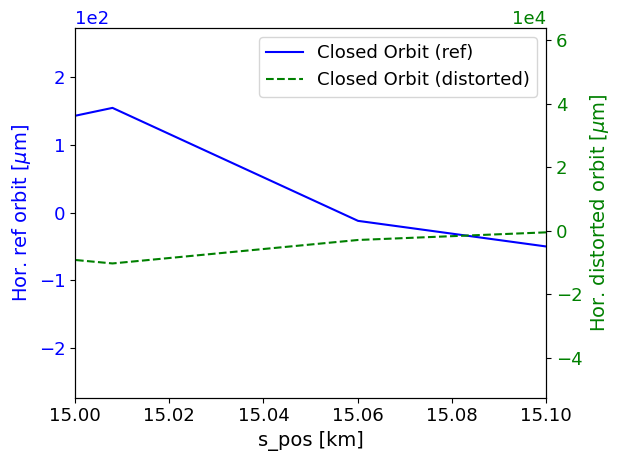 1e2
1e4
Closed Orbit (ref)
Closed Orbit (distorted)
2
1
0
−1
−2
Hor. ref orbit [μm]
6
4
2
0
−2
−4
Hor. distorted orbit [μm]
15.00
15.02
15.04
15.06
15.08
15.10
s_pos [km]